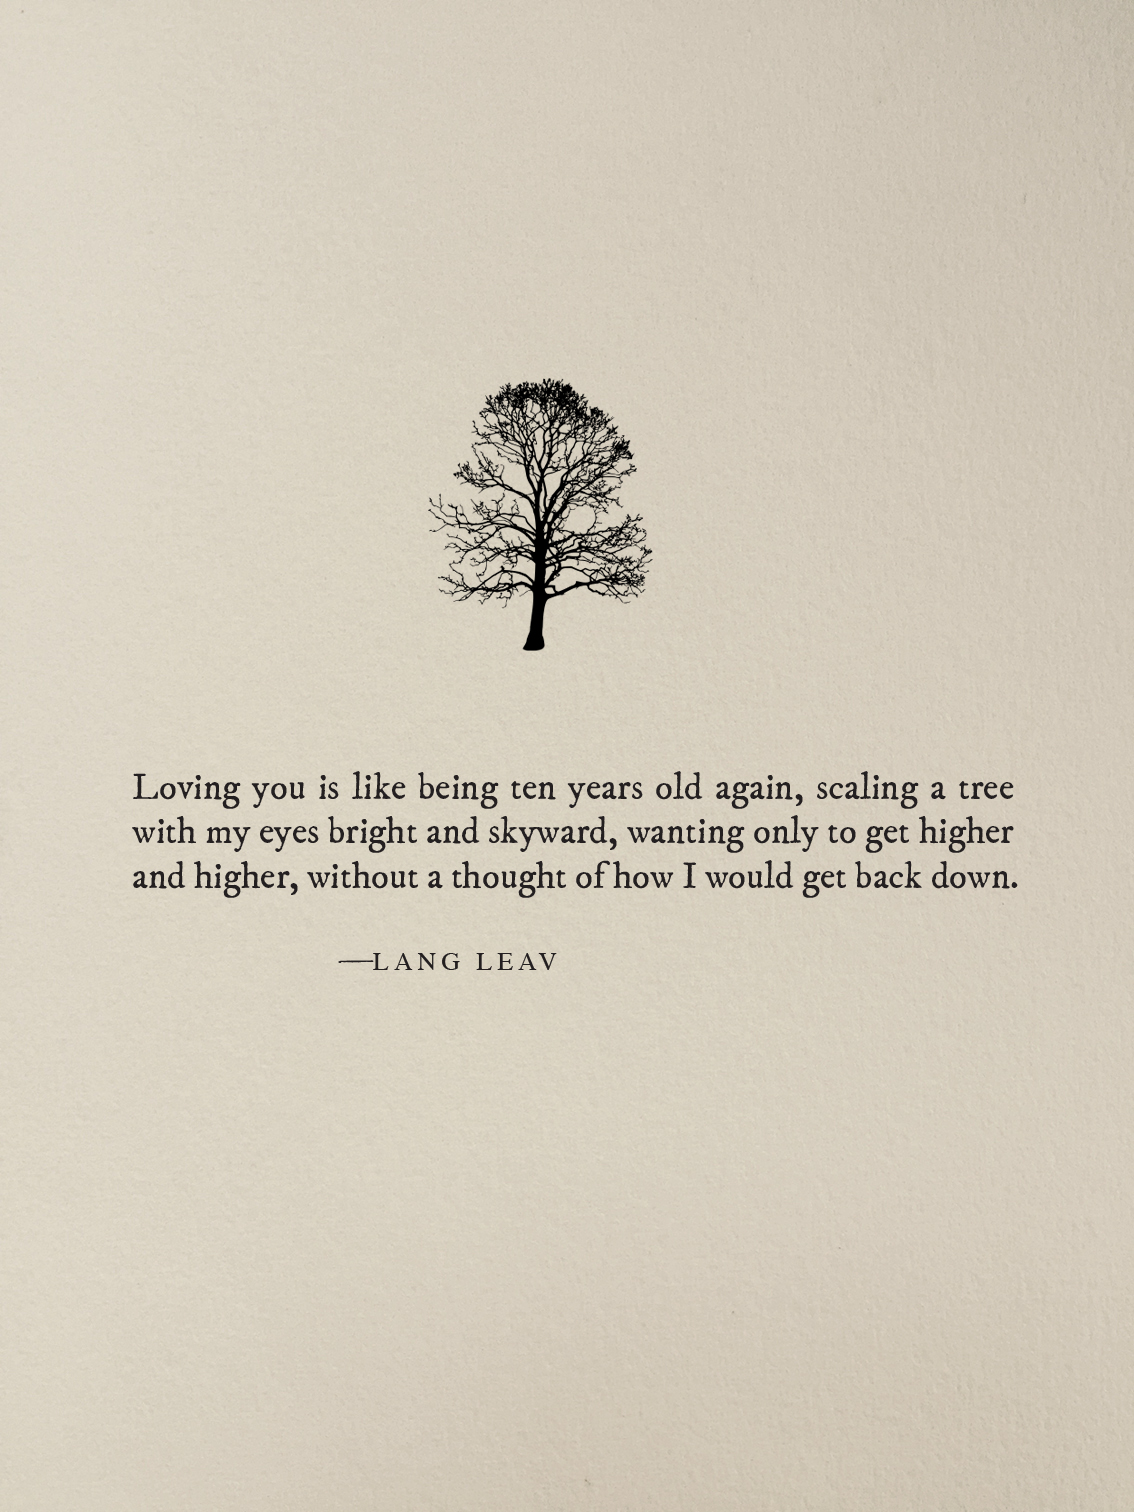 Loving you is like being ten years old again, scaling a tree
with my eyes bright and skyward, wanting only to get higher
and higher, without a thought of how I would get back down.
—LANG LEAV